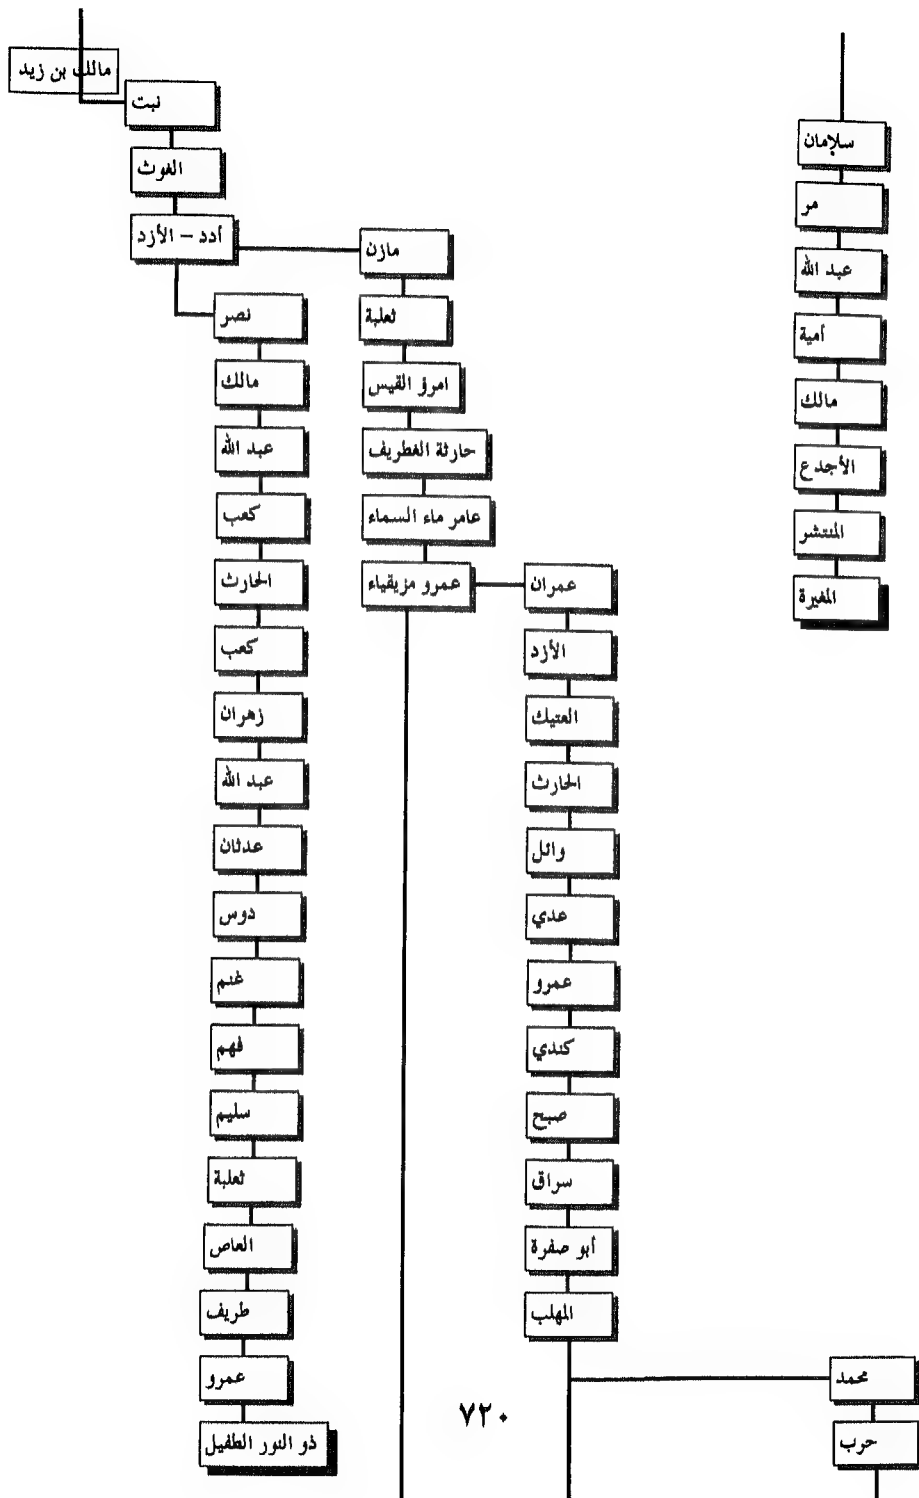 سلامان
مر
عبد الله
أمية
مالك
الأجدع
المنتشر
المغيرة
مالك بن زيد
نبت
الغوث
أدد – الأزد
مازن
ثعلبة
امرؤ القيس
حارثة الغطريف
عامر ماء السماء
عمرو مزيقياء
عمران
الأزد
العتيك
الحارث
وائل
عدي
عمرو
كندي
صبح
سراق
أبو صفرة
المهلب
محمد
حرب
نصر
مالك
عبد الله
كعب
الحارث
كعب
زهران
عبد الله
عدثان
دوس
غنم
فهم
سليم
ثعلبة
العاص
طريف
عمرو
ذو النور الطفيل
٧٢٠